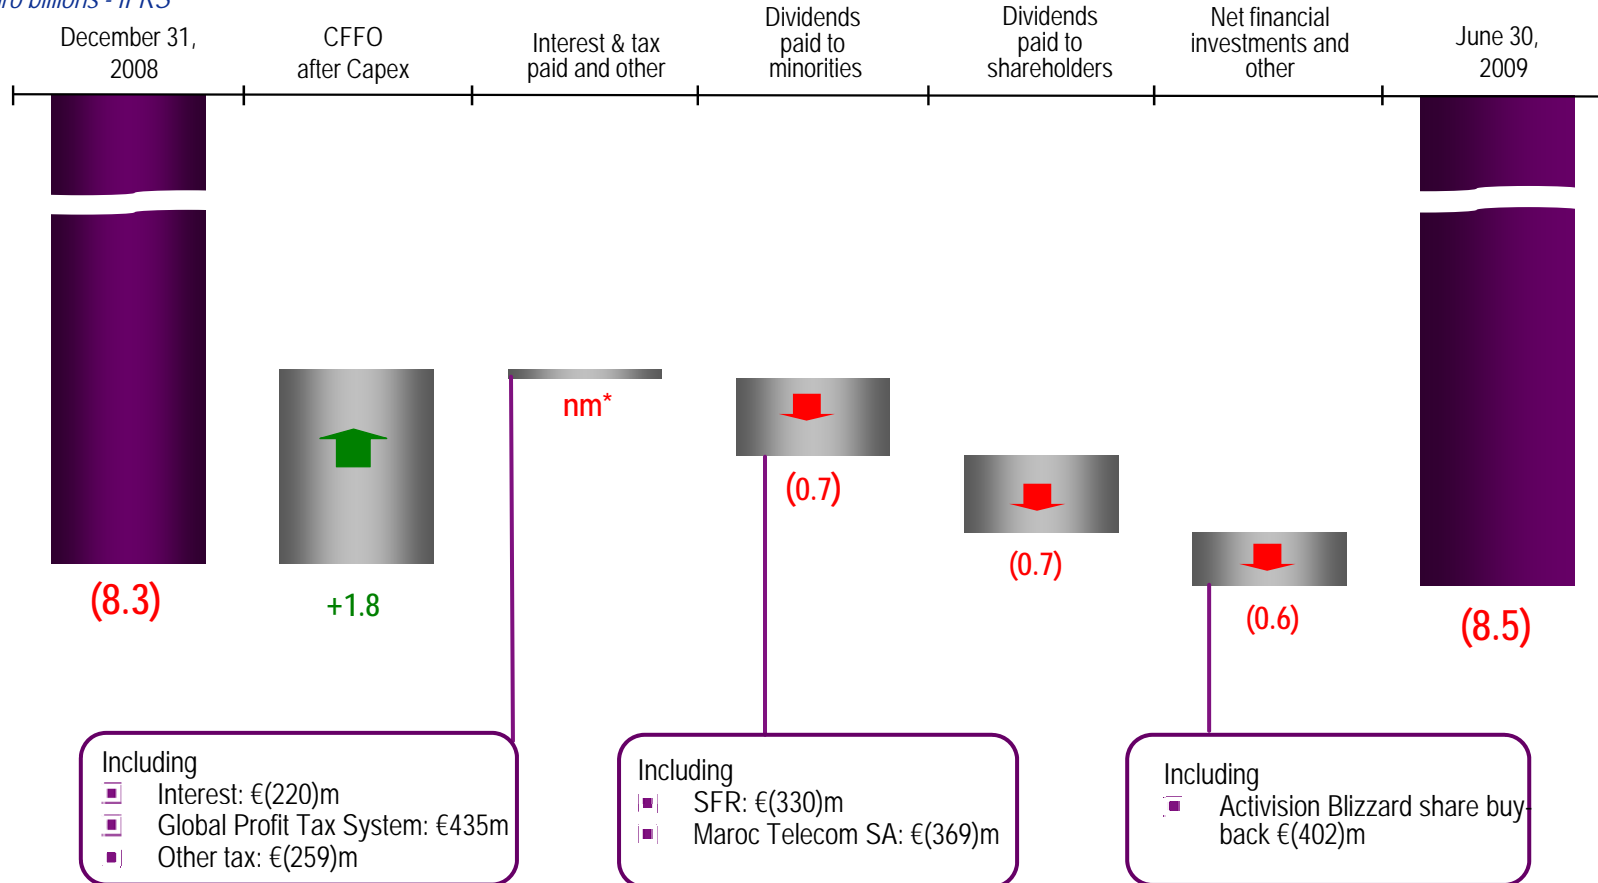 billions - IFRS
December 31,
2008
CFFO
after Capex
Interest & tax
paid and other
Dividends
paid to
minorities
Dividends
paid to
shareholders
Net financial
investments and
other
June 30,
2009
(8.3)
+1.8
nm*
(0.7)
(0.7)
(0.6)
(8.5)
Including
Interest: €(220)m
Global Profit Tax System: €435m
Other tax: €(259)m
Including
SFR: €(330)m
Maroc Telecom SA: €(369)m
Including
Activision Blizzard share buy-
back €(402)m